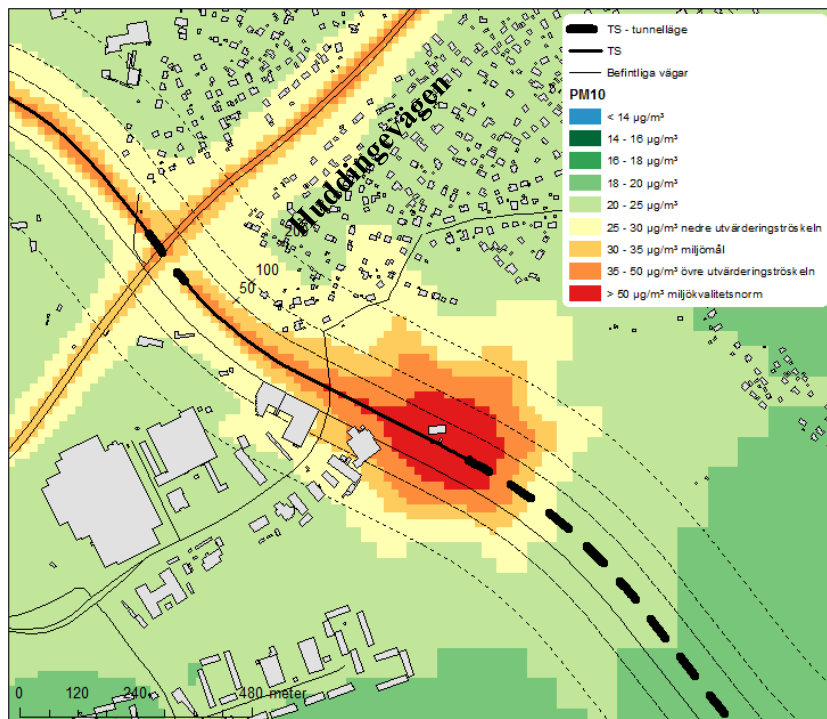 TS - tunnelläge
TS
Befintliga vägar
PM10
< 14 µg/m³
14 - 16 µg/m³
16 - 18 µg/m³
18 - 20 µg/m³
20 - 25 µg/m³
25 - 30 µg/m³ nedre utvärderingströskeln
30 - 35 µg/m³ miljömål
35 - 50 µg/m³ övre utvärderingströskeln
> 50 µg/m³ miljökvalitetsnorm
Huddingevägen
200
100
50
0 120 240 480 meter